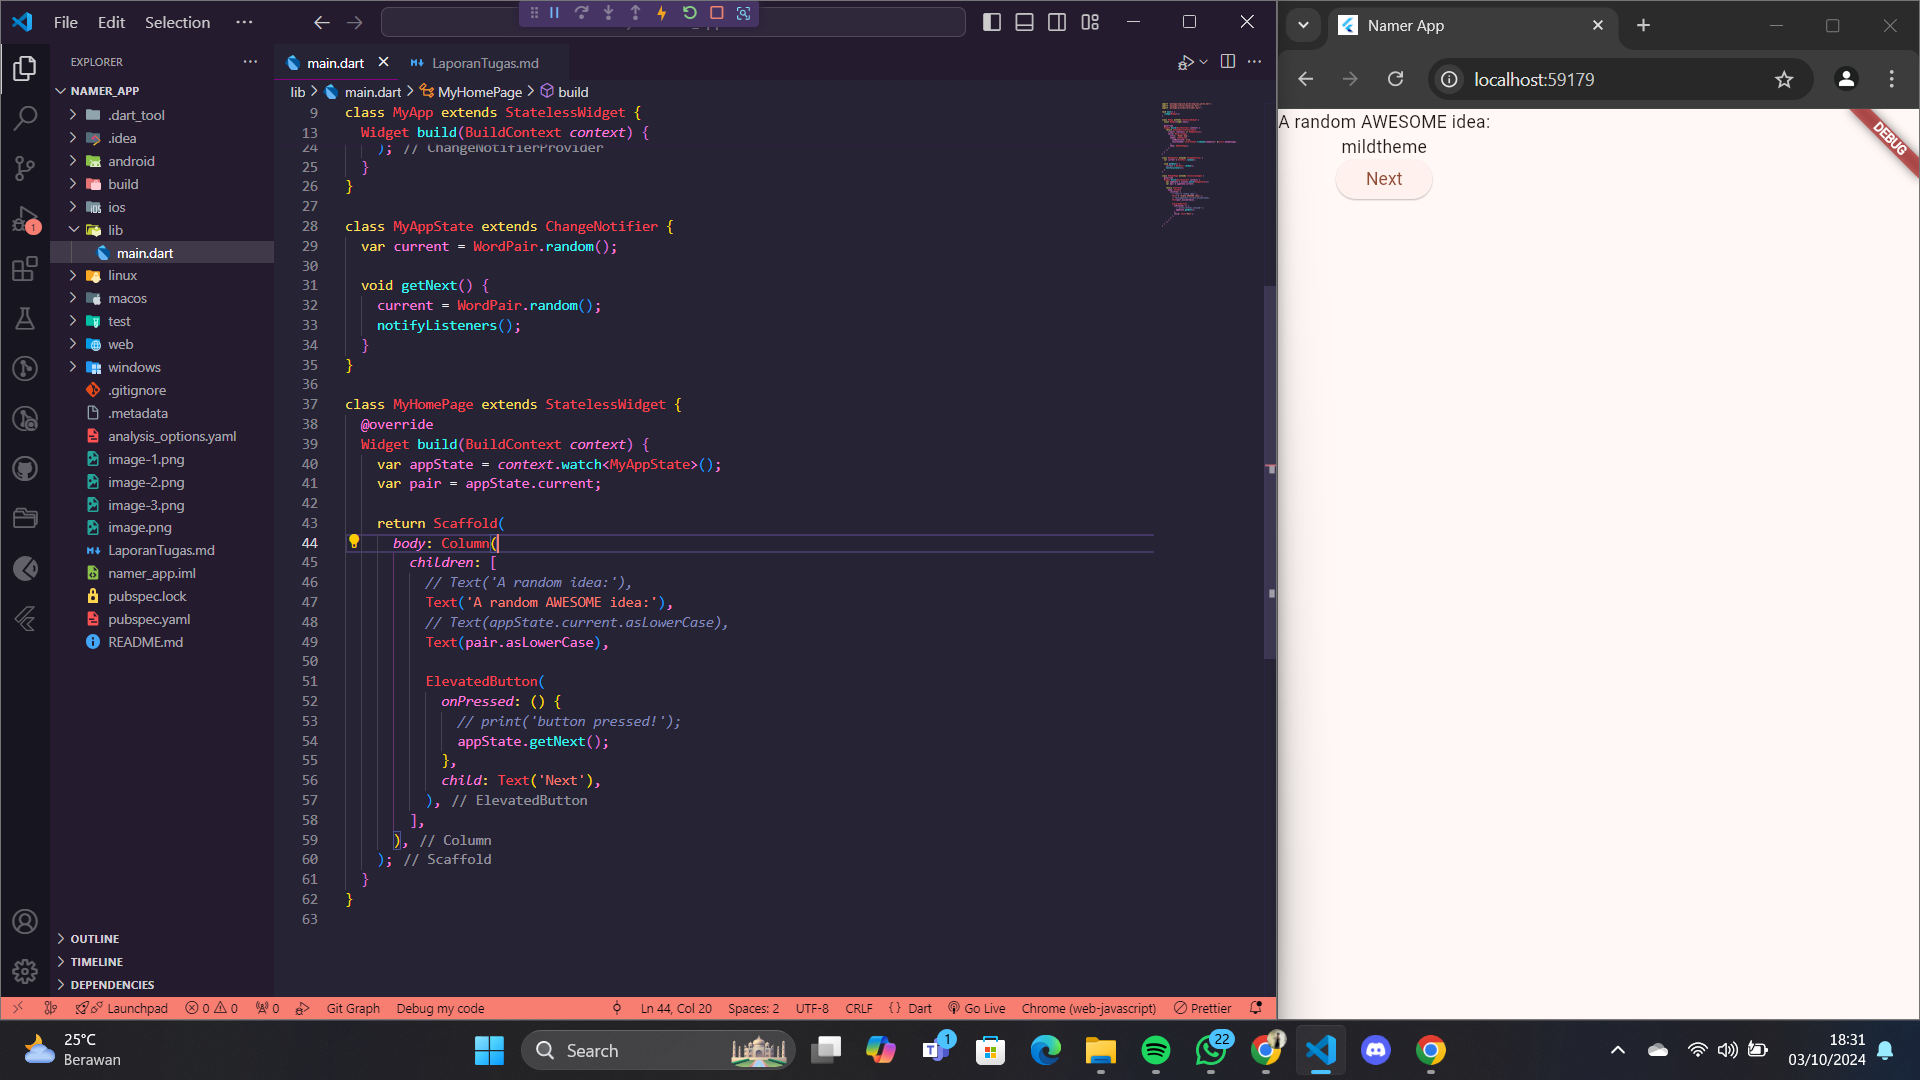 File Edit Selection ···
EXPLORER ···
NAMER_APP
.dart_tool
.idea
android
build
ios
lib
main.dart
linux
macos
test
web
windows
.gitignore
.metadata
analysis_options.yaml
image-1.png
image-2.png
image-3.png
image.png
LaporanTugas.md
namer_app.iml
pubspec.lock
pubspec.yaml
README.md
OUTLINE
TIMELINE
DEPENDENCIES
main.dart LaporanTugas.md
lib > main.dart > MyHomePage > build
9 class MyApp extends StatelessWidget {
13 Widget build(BuildContext context) {
24 ); // ChangeNotifierProvider
25 }
26 }
27
28 class MyAppState extends ChangeNotifier {
29 var current = WordPair.random();
30
31 void getNext() {
32 current = WordPair.random();
33 notifyListeners();
34 }
35 }
36
37 class MyHomePage extends StatelessWidget {
38 @override
39 Widget build(BuildContext context) {
40 var appState = context.watch<MyAppState>();
41 var pair = appState.current;
42
43 return Scaffold(
44 body: Column(
45 children: [
46 // Text('A random idea:'),
47 Text('A random AWESOME idea:'),
48 // Text(appState.current.asLowerCase),
49 Text(pair.asLowerCase),
50
51 ElevatedButton(
52 onPressed: () {
53 // print('button pressed!');
54 appState.getNext();
55 },
56 child: Text('Next'),
57 ), // ElevatedButton
58 ],
59 ), // Column
60 ); // Scaffold
61 }
62 }
63
Launchpad 0 0 0 Git Graph Debug my code Ln 44, Col 20 Spaces: 2 UTF-8 CRLF { } Dart Go Live Chrome (web-javascript) Prettier
Namer App
localhost:59179
A random AWESOME idea:
mildtheme
Next
DEBUG
25°C
Berawan
Search
1
22
18:31
03/10/2024